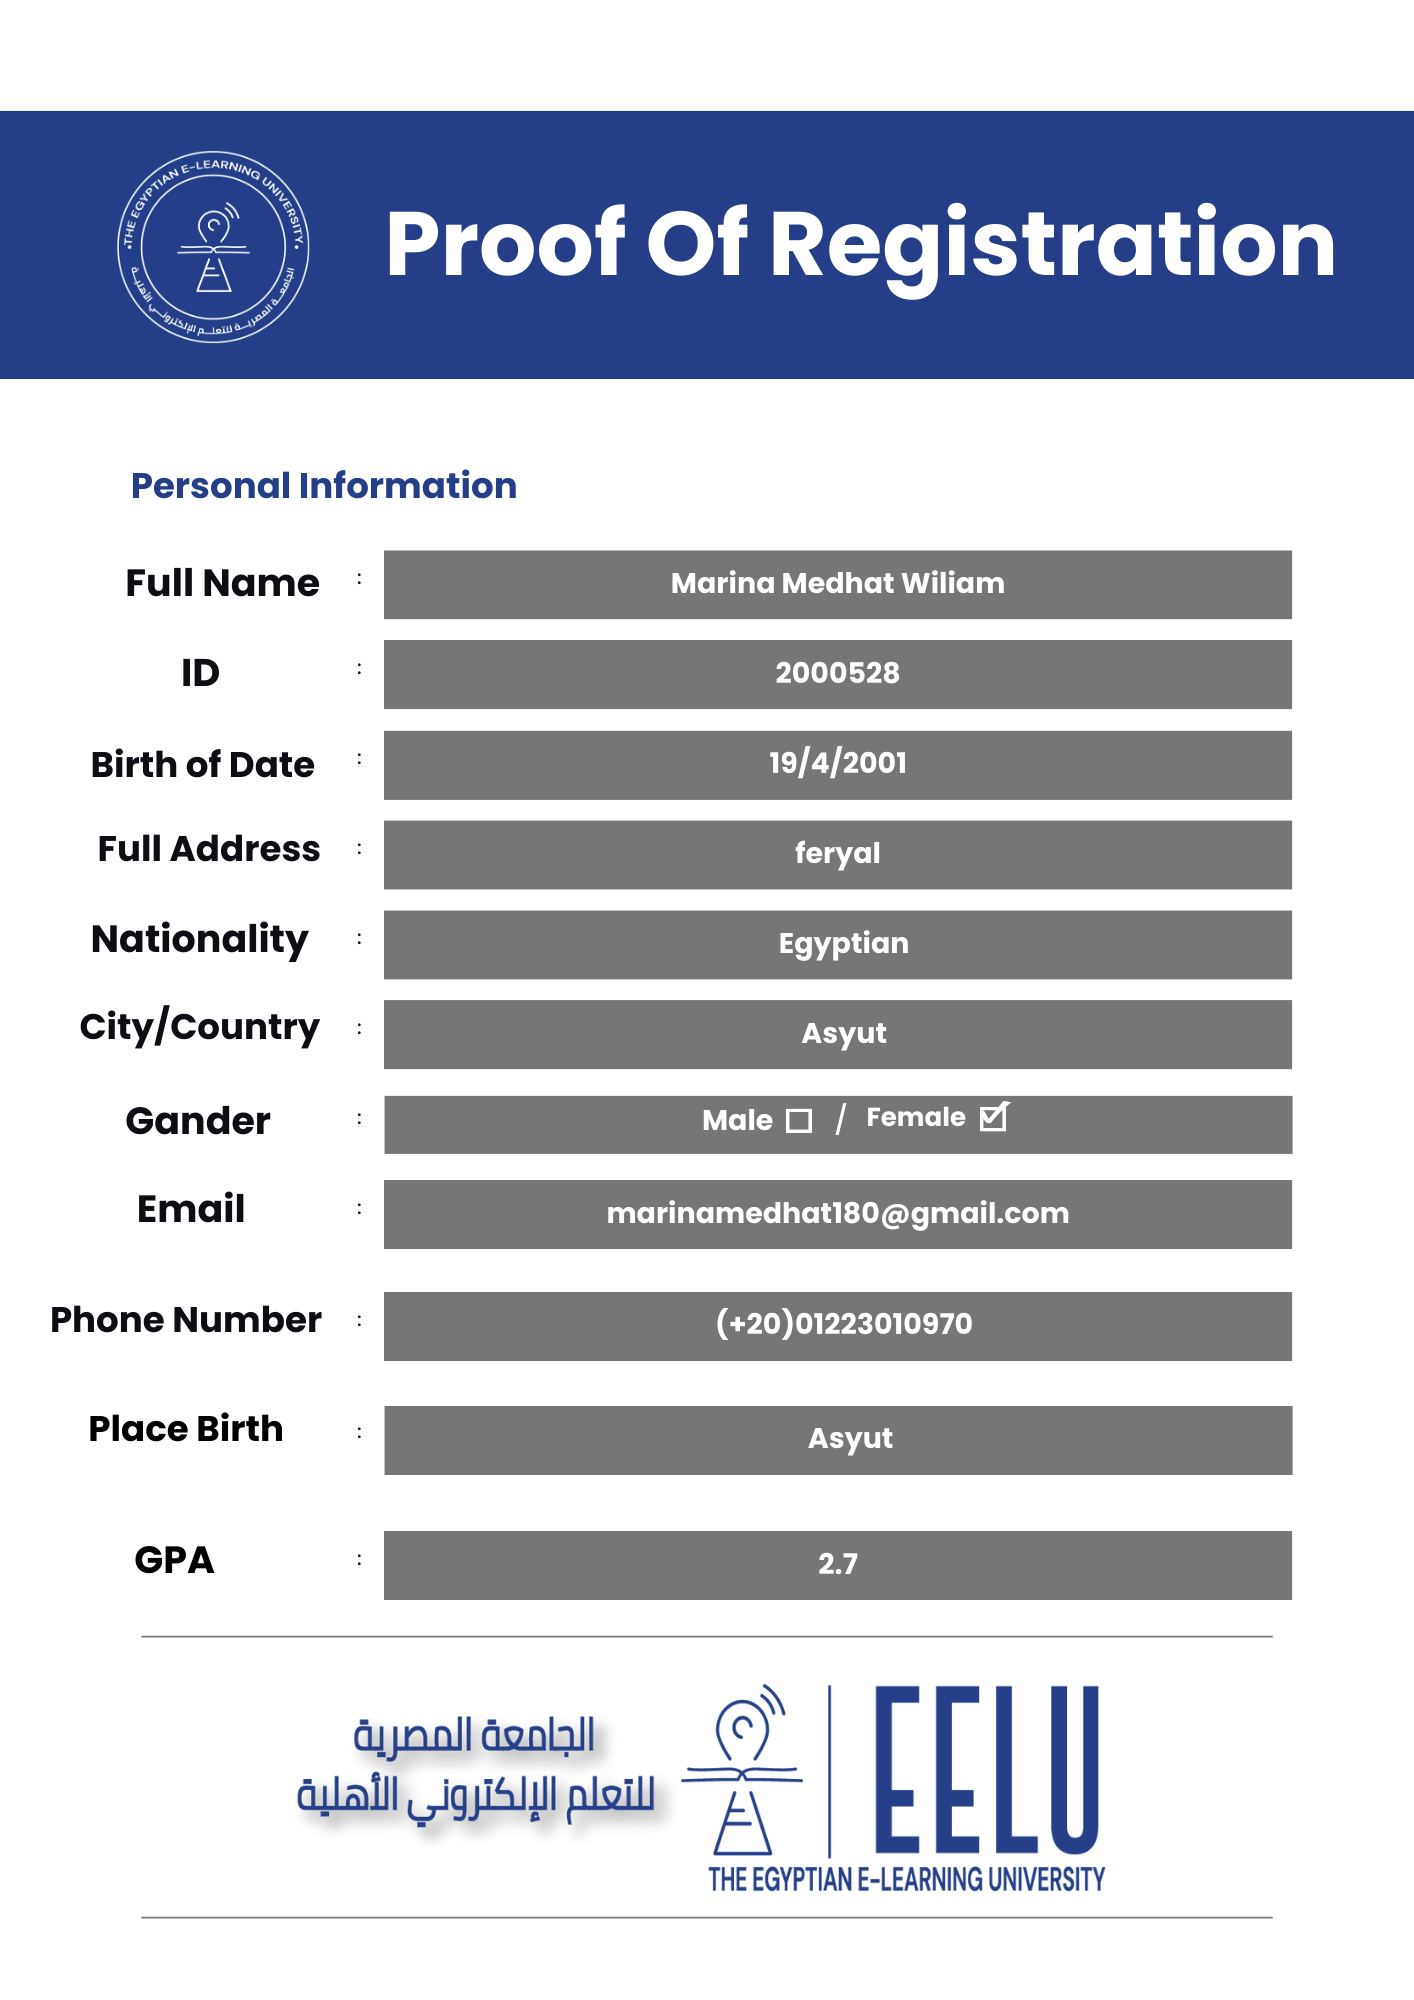 THE EGYPTIAN E-LEARNING UNIVERSITY
الجامعة المصرية للتعلم الإلكتروني الأهلية
Proof Of Registration
Personal Information
Full Name : Marina Medhat Wiliam
ID : 2000528
Birth of Date : 19/4/2001
Full Address : feryal
Nationality : Egyptian
City/Country : Asyut
Gander : Male ☐ / Female ☑
Email : marinamedhat180@gmail.com
Phone Number : (+20)01223010970
Place Birth : Asyut
GPA : 2.7
الجامعة المصرية
للتعلم الإلكتروني الأهلية
EELU
THE EGYPTIAN E-LEARNING UNIVERSITY